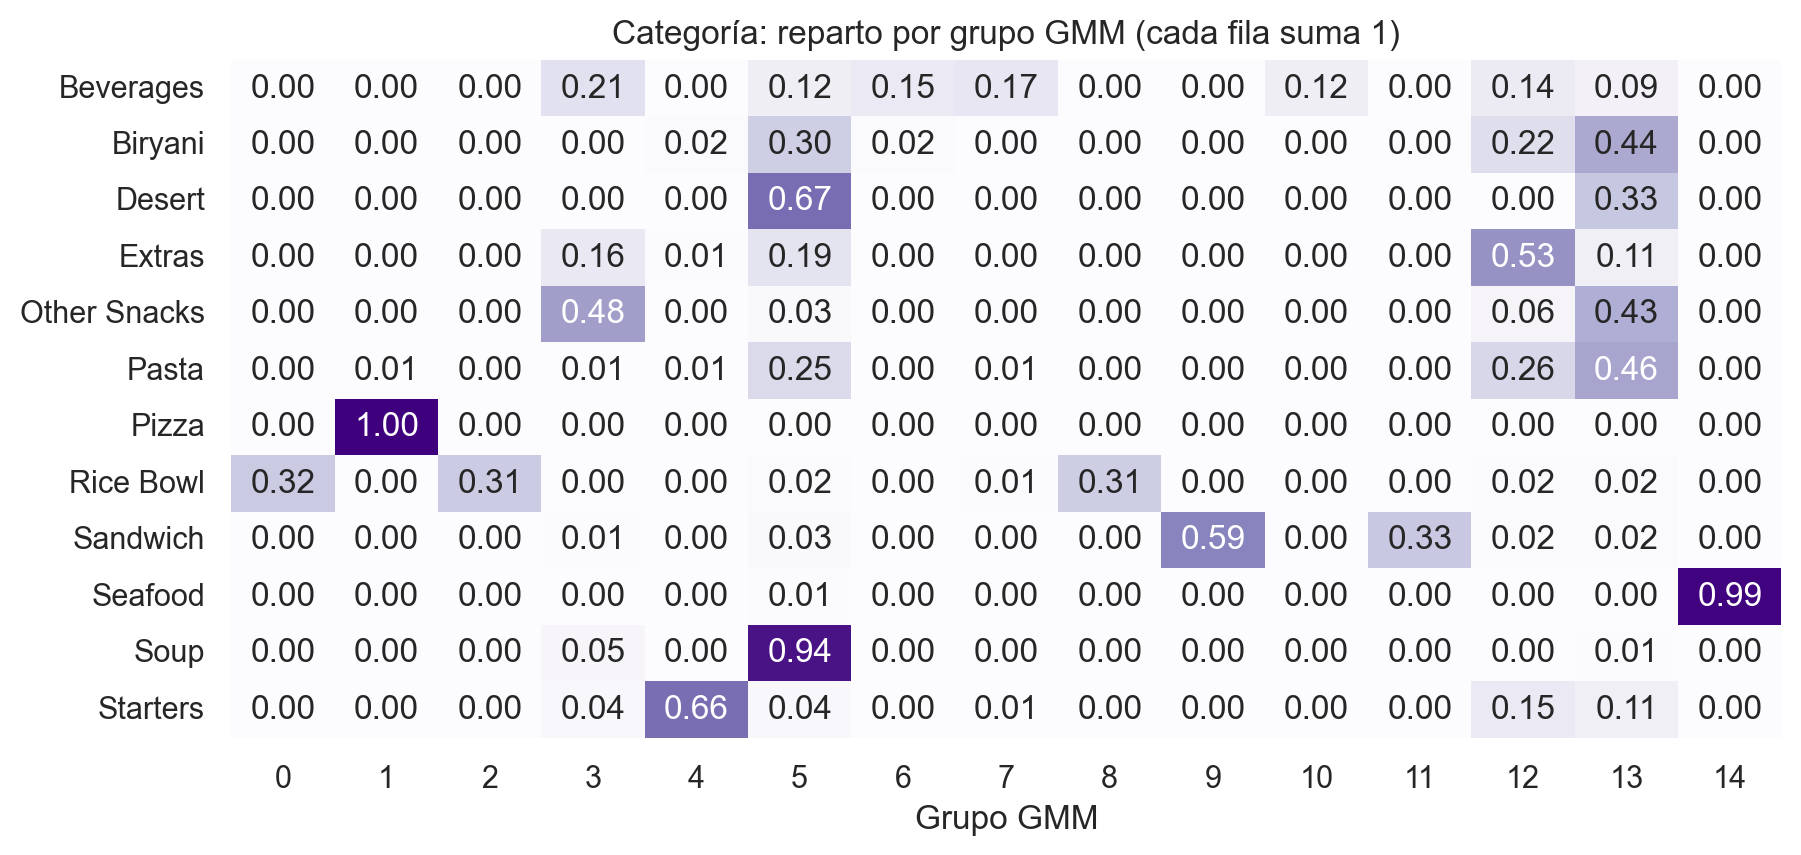 Categoría: reparto por grupo GMM (cada fila suma 1)
Beverages 0.00 0.00 0.00 0.21 0.00 0.12 0.15 0.17 0.00 0.00 0.12 0.00 0.14 0.09 0.00
Biryani 0.00 0.00 0.00 0.00 0.02 0.30 0.02 0.00 0.00 0.00 0.00 0.00 0.22 0.44 0.00
Desert 0.00 0.00 0.00 0.00 0.00 0.67 0.00 0.00 0.00 0.00 0.00 0.00 0.00 0.33 0.00
Extras 0.00 0.00 0.00 0.16 0.01 0.19 0.00 0.00 0.00 0.00 0.00 0.00 0.53 0.11 0.00
Other Snacks 0.00 0.00 0.00 0.48 0.00 0.03 0.00 0.00 0.00 0.00 0.00 0.00 0.06 0.43 0.00
Pasta 0.00 0.01 0.00 0.01 0.01 0.25 0.00 0.01 0.00 0.00 0.00 0.00 0.26 0.46 0.00
Pizza 0.00 1.00 0.00 0.00 0.00 0.00 0.00 0.00 0.00 0.00 0.00 0.00 0.00 0.00 0.00
Rice Bowl 0.32 0.00 0.31 0.00 0.00 0.02 0.00 0.01 0.31 0.00 0.00 0.00 0.02 0.02 0.00
Sandwich 0.00 0.00 0.00 0.01 0.00 0.03 0.00 0.00 0.00 0.59 0.00 0.33 0.02 0.02 0.00
Seafood 0.00 0.00 0.00 0.00 0.00 0.01 0.00 0.00 0.00 0.00 0.00 0.00 0.00 0.00 0.99
Soup 0.00 0.00 0.00 0.05 0.00 0.94 0.00 0.00 0.00 0.00 0.00 0.00 0.00 0.01 0.00
Starters 0.00 0.00 0.00 0.04 0.66 0.04 0.00 0.01 0.00 0.00 0.00 0.00 0.15 0.11 0.00
0 1 2 3 4 5 6 7 8 9 10 11 12 13 14
Grupo GMM